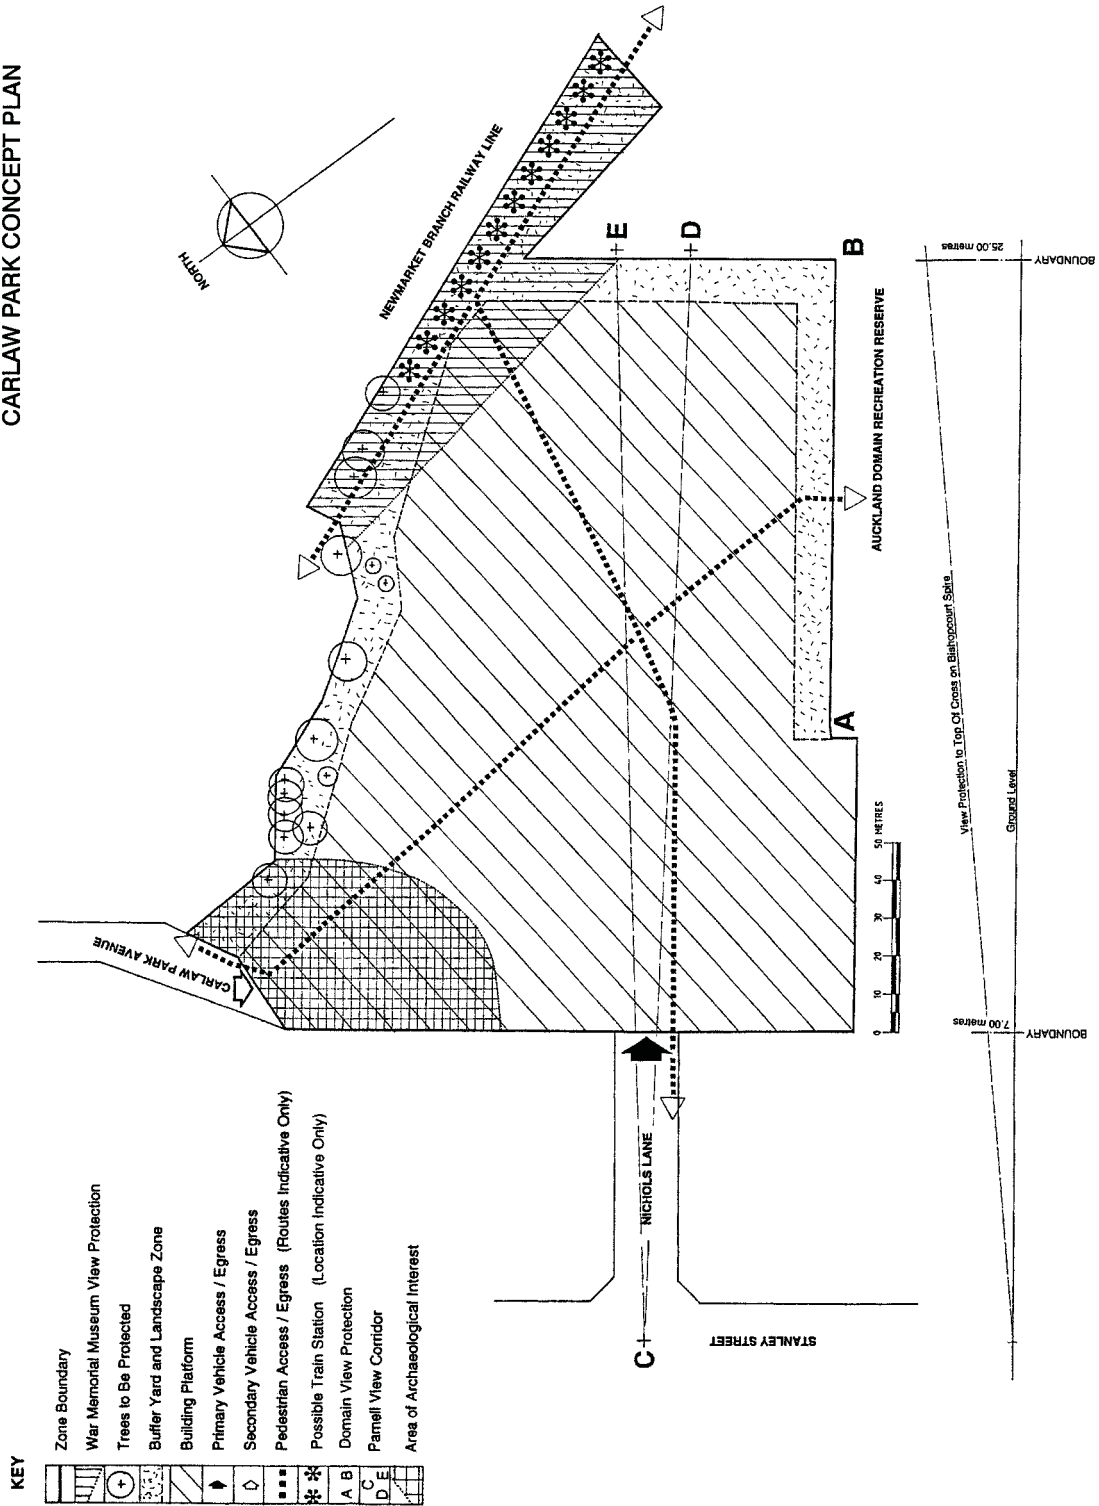 CARLAW PARK CONCEPT PLAN
NORTH
NEWMARKET BRANCH RAILWAY LINE
E
D
B
A
C
CARLAW PARK AVENUE
NICHOLS LANE
STANLEY STREET
AUCKLAND DOMAIN RECREATION RESERVE
0 10 20 30 40 50 METRES
25.00 metres
BOUNDARY
View Protection to Top Of Cross on Bishopcourt Spire
Ground Level
7.00 metres
BOUNDARY
KEY
Zone Boundary
War Memorial Museum View Protection
Trees to Be Protected
Buffer Yard and Landscape Zone
Building Platform
Primary Vehicle Access / Egress
Secondary Vehicle Access / Egress
Pedestrian Access / Egress (Routes Indicative Only)
Possible Train Station (Location Indicative Only)
A B Domain View Protection
C D E Parnell View Corridor
Area of Archaeological Interest